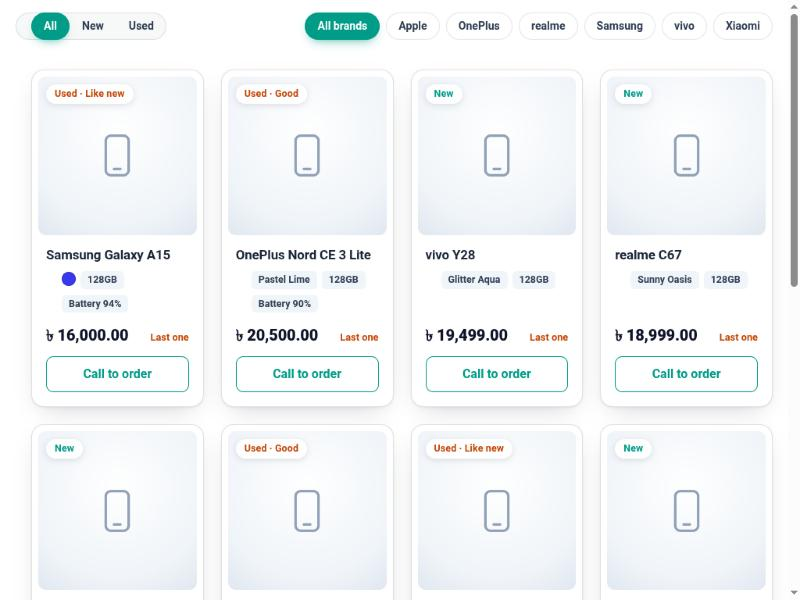 All New Used All brands Apple OnePlus realme Samsung vivo Xiaomi
Used · Like new Used · Good New New
Samsung Galaxy A15 OnePlus Nord CE 3 Lite vivo Y28 realme C67
128GB Pastel Lime 128GB Glitter Aqua 128GB Sunny Oasis 128GB
Battery 94% Battery 90%
৳ 16,000.00 Last one ৳ 20,500.00 Last one ৳ 19,499.00 Last one ৳ 18,999.00 Last one
Call to order Call to order Call to order Call to order
New Used · Good Used · Like new New